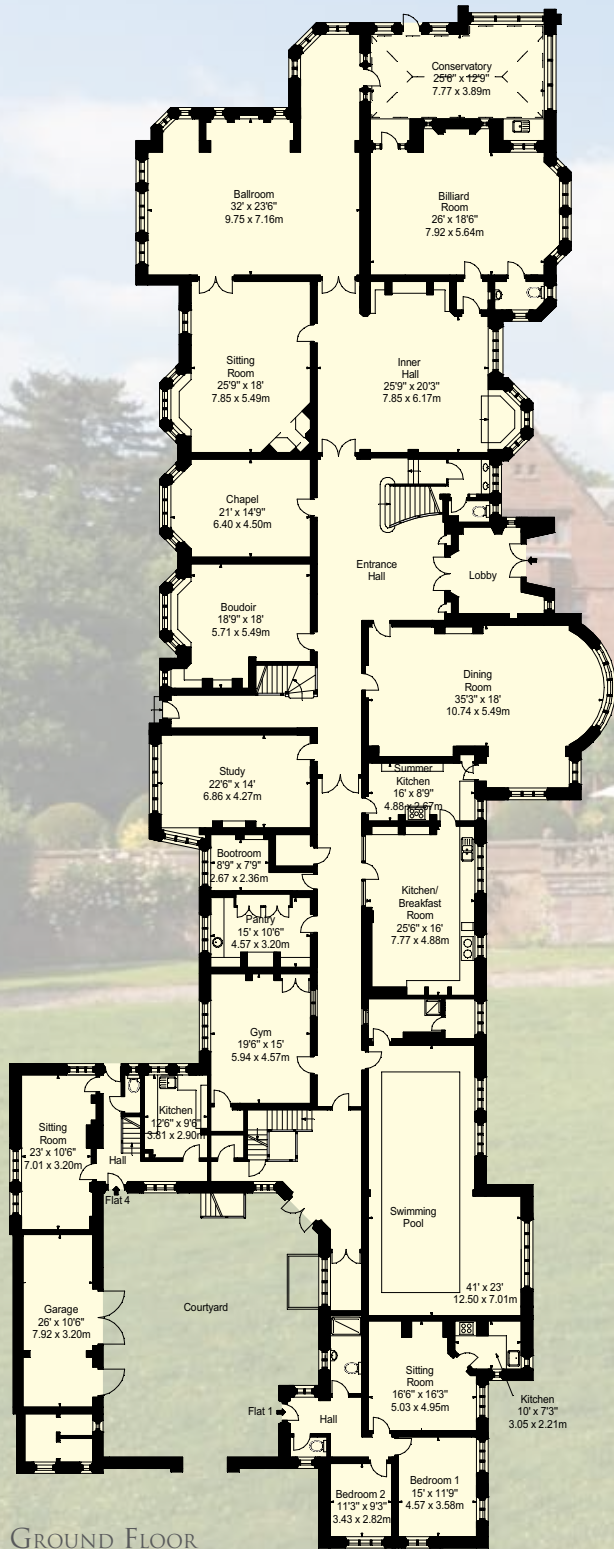 Conservatory
25'6" x 12'9"
7.77 x 3.89m
Ballroom
32' x 23'6"
9.75 x 7.16m
Billiard
Room
26' x 18'6"
7.92 x 5.64m
Sitting
Room
25'9" x 18'
7.85 x 5.49m
Inner
Hall
25'9" x 20'3"
7.85 x 6.17m
Chapel
21' x 14'9"
6.40 x 4.50m
Entrance
Hall
Lobby
Boudoir
18'9" x 18'
5.71 x 5.49m
Dining
Room
35'3" x 18'
10.74 x 5.49m
Study
22'6" x 14'
6.86 x 4.27m
Summer
Kitchen
16' x 8'9"
4.88 x 2.67m
Bootroom
8'9" x 7'9"
2.67 x 2.36m
Kitchen/
Breakfast
Room
25'6" x 16'
7.77 x 4.88m
Pantry
15' x 10'6"
4.57 x 3.20m
Gym
19'6" x 15'
5.94 x 4.57m
Sitting
Room
23' x 10'6"
7.01 x 3.20m
Kitchen
12'6" x 9'6"
3.81 x 2.90m
Hall
Flat 4
Swimming
Pool
41' x 23'
12.50 x 7.01m
Garage
26' x 10'6"
7.92 x 3.20m
Courtyard
Sitting
Room
16'6" x 16'3"
5.03 x 4.95m
Kitchen
10' x 7'3"
3.05 x 2.21m
Flat 1
Hall
Bedroom 2
11'3" x 9'3"
3.43 x 2.82m
Bedroom 1
15' x 11'9"
4.57 x 3.58m
GROUND FLOOR